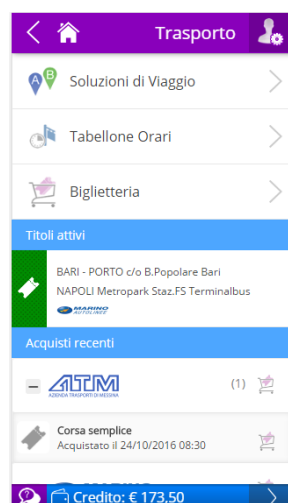 Trasporto
Soluzioni di Viaggio
Tabellone Orari
Biglietteria
Titoli attivi
BARI - PORTO c/o B.Popolare Bari
NAPOLI Metropark Staz.FS Terminalbus
MARINO
AUTOLINEE
Acquisti recenti
ATM
AZIENDA TRASPORTI DI MESSINA
(1)
Corsa semplice
Acquistato il 24/10/2016 08:30
Credito: € 173,50